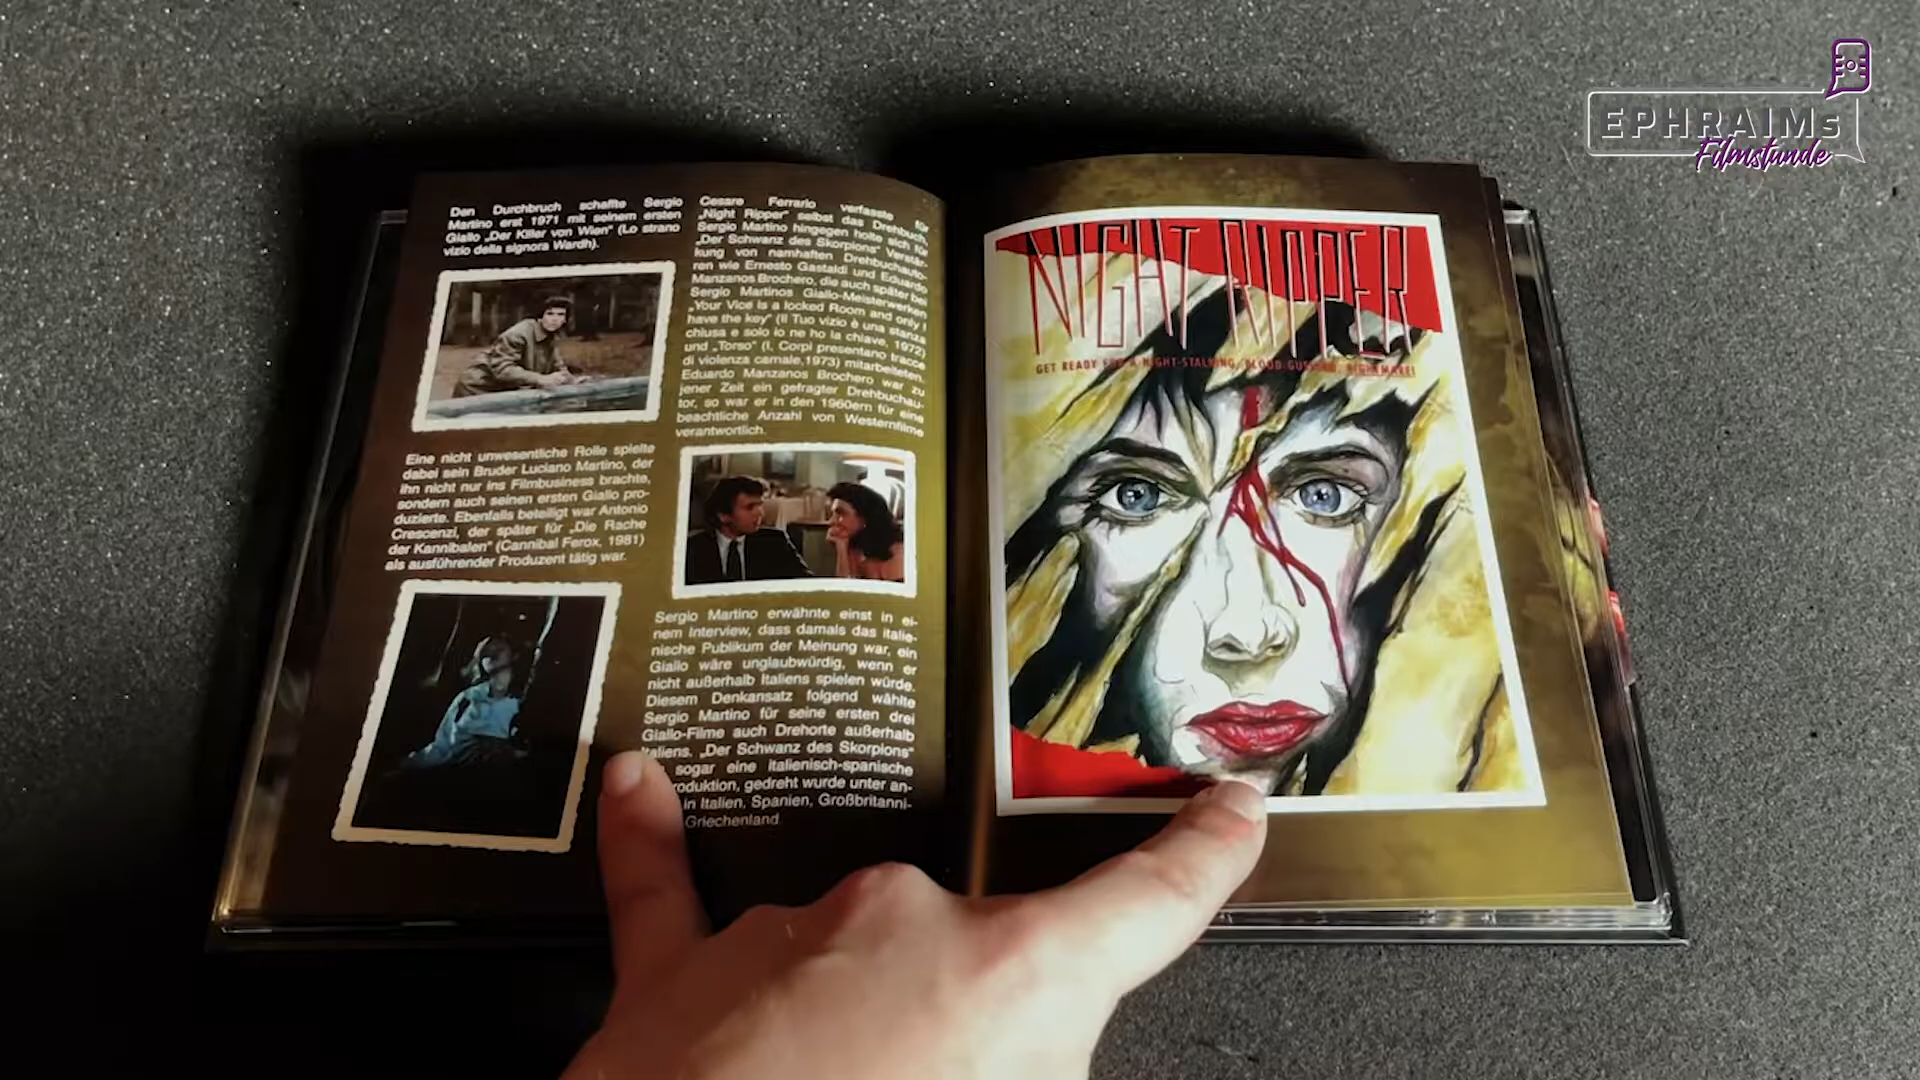 EPHRAIMs
Filmstunde
Den Durchbruch schaffte Sergio
Martino erst 1971 mit seinem ersten
Giallo „Der Killer von Wien" (Lo strano
vizio della signora Wardh).
Eine nicht unwesentliche Rolle spielte
dabei sein Bruder Luciano Martino, der
ihn nicht nur ins Filmbusiness brachte,
sondern auch seinen ersten Giallo pro-
duzierte. Ebenfalls beteiligt war Antonio
Crescenzi, der später für „Die Rache
der Kannibalen" (Cannibal Ferox, 1981)
als ausführender Produzent tätig war.
Cesare Ferrario verfasste für
„Night Ripper" selbst das Drehbuch,
Sergio Martino hingegen holte sich für
„Der Schwanz des Skorpions" Verstär-
kung von namhaften Drehbuchauto-
ren wie Ernesto Gastaldi und Eduardo
Manzanos Brochero, die auch später bei
Sergio Martinos Giallo-Meisterwerken
„Your Vice is a locked Room and only I
have the key" (Il Tuo vizio è una stanza
chiusa e solo io ne ho la chiave, 1972)
und „Torso" (I, Corpi presentano tracce
di violenza carnale,1973) mitarbeiteten.
Eduardo Manzanos Brochero war zu
jener Zeit ein gefragter Drehbuchau-
tor, so war er in den 1960ern für eine
beachtliche Anzahl von Westernfilme
verantwortlich.
Sergio Martino erwähnte einst in ei-
nem Interview, dass damals das italie-
nische Publikum der Meinung war, ein
Giallo wäre unglaubwürdig, wenn er
nicht außerhalb Italiens spielen würde.
Diesem Denkansatz folgend wählte
Sergio Martino für seine ersten drei
Giallo-Filme auch Drehorte außerhalb
Italiens. „Der Schwanz des Skorpions"
sogar eine italienisch-spanische
roduktion, gedreht wurde unter an-
in Italien, Spanien, Großbritanni-
Griechenland
NIGHT RIPPER
GET READY FOR A NIGHT-STALKING, BLOOD-GUSHING, NIGHTMARE!